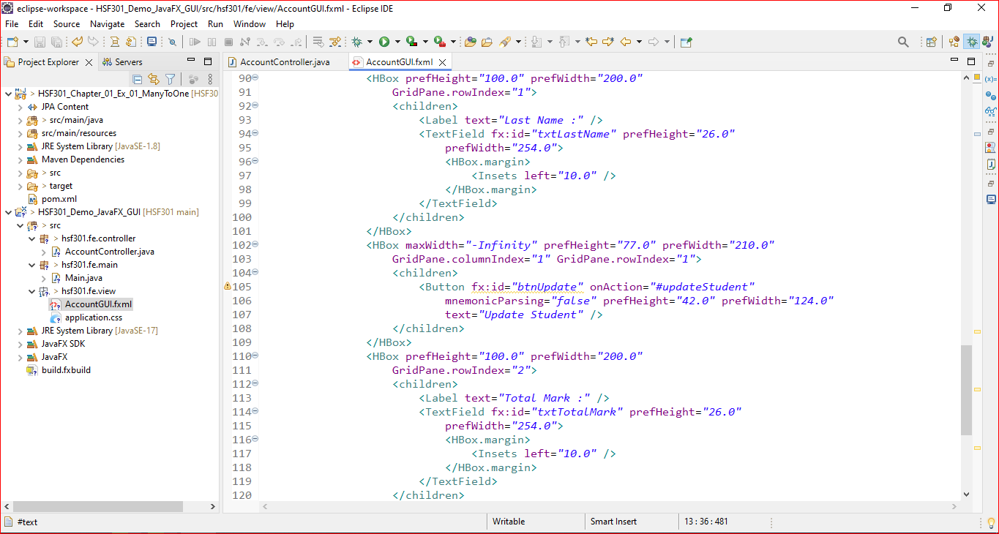 eclipse-workspace - HSF301_Demo_JavaFX_GUI/src/hsf301/fe/view/AccountGUI.fxml - Eclipse IDE
File Edit Source Navigate Search Project Run Window Help
Project Explorer Servers
HSF301_Chapter_01_Ex_01_ManyToOne [HSF30
JPA Content
> src/main/java
src/main/resources
JRE System Library [JavaSE-1.8]
Maven Dependencies
> src
> target
pom.xml
> HSF301_Demo_JavaFX_GUI [HSF301 main]
> src
> hsf301.fe.controller
AccountController.java
> hsf301.fe.main
Main.java
> hsf301.fe.view
AccountGUI.fxml
application.css
JRE System Library [JavaSE-17]
JavaFX SDK
JavaFX
build.fxbuild
AccountController.java AccountGUI.fxml
90 <HBox prefHeight="100.0" prefWidth="200.0"
91 GridPane.rowIndex="1">
92 <children>
93 <Label text="Last Name :" />
94 <TextField fx:id="txtLastName" prefHeight="26.0"
95 prefWidth="254.0">
96 <HBox.margin>
97 <Insets left="10.0" />
98 </HBox.margin>
99 </TextField>
100 </children>
101 </HBox>
102 <HBox maxWidth="-Infinity" prefHeight="77.0" prefWidth="210.0"
103 GridPane.columnIndex="1" GridPane.rowIndex="1">
104 <children>
105 <Button fx:id="btnUpdate" onAction="#updateStudent"
106 mnemonicParsing="false" prefHeight="42.0" prefWidth="124.0"
107 text="Update Student" />
108 </children>
109 </HBox>
110 <HBox prefHeight="100.0" prefWidth="200.0"
111 GridPane.rowIndex="2">
112 <children>
113 <Label text="Total Mark :" />
114 <TextField fx:id="txtTotalMark" prefHeight="26.0"
115 prefWidth="254.0">
116 <HBox.margin>
117 <Insets left="10.0" />
118 </HBox.margin>
119 </TextField>
120 </children>
#text Writable Smart Insert 13 : 36 : 481